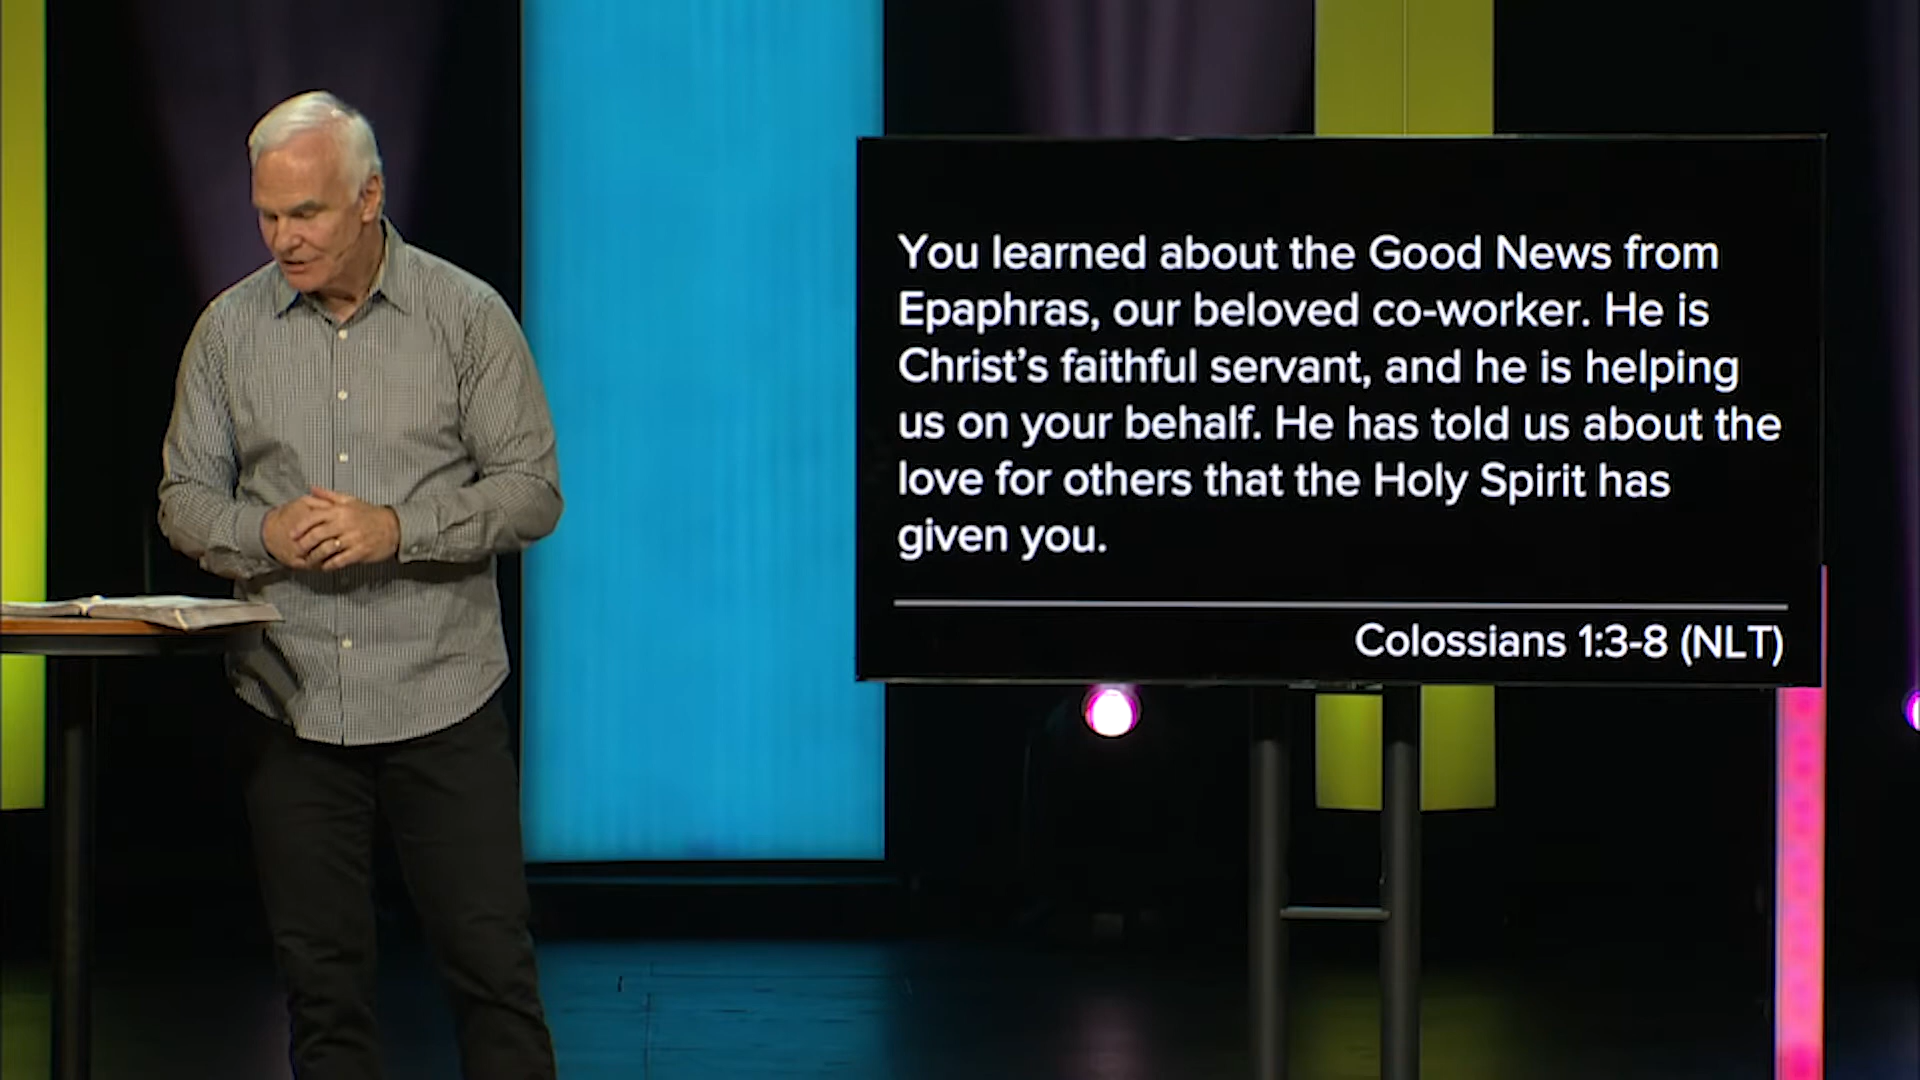 You learned about the Good News from
Epaphras, our beloved co-worker. He is
Christ’s faithful servant, and he is helping
us on your behalf. He has told us about the
love for others that the Holy Spirit has
given you.
Colossians 1:3-8 (NLT)